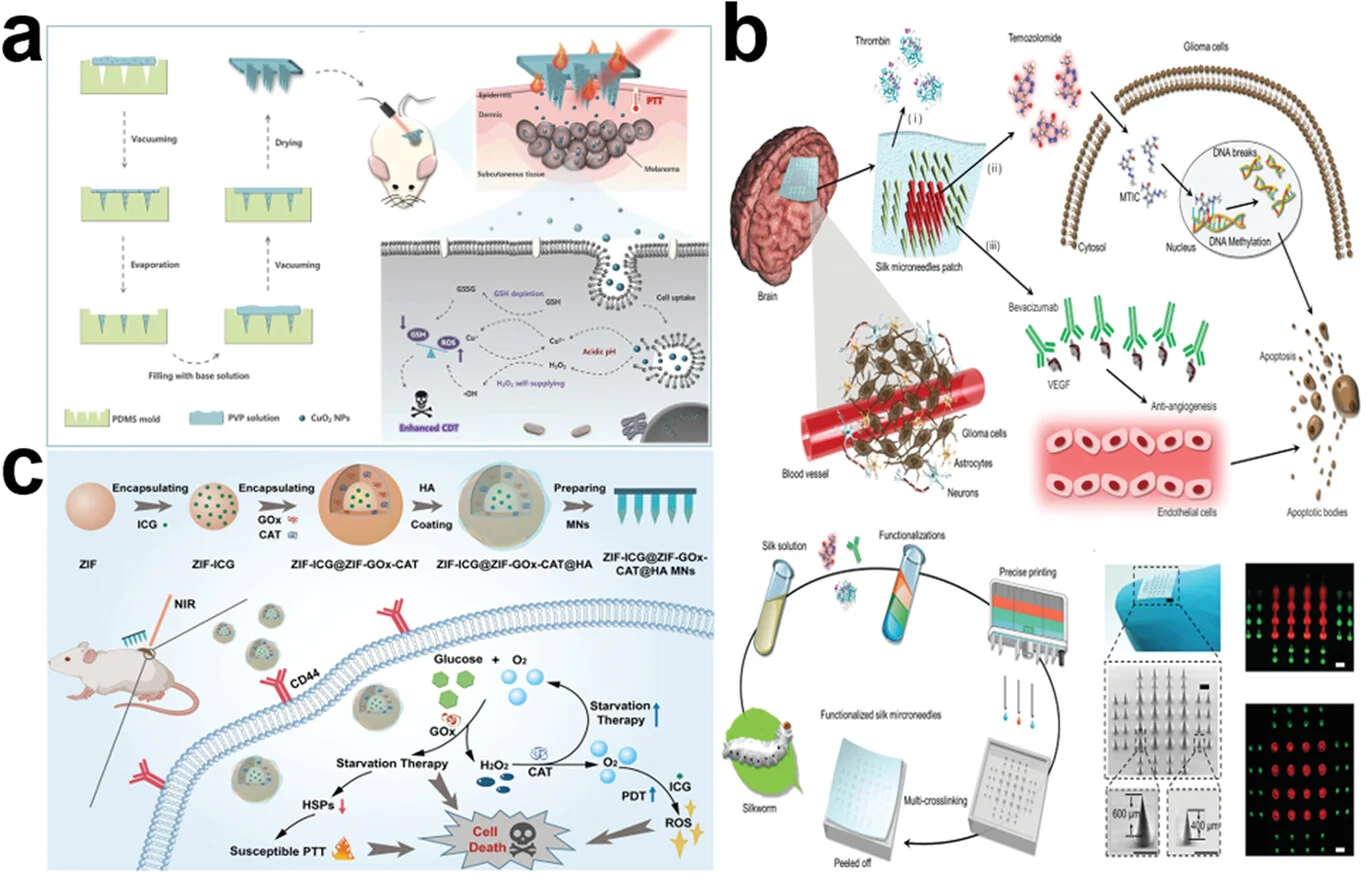 a
Vacuuming
Drying
Evaporation
Vacuuming
Filling with base solution
PDMS mold
PVP solution
CuO₂ NPs
Epidermis
Dermis
PTT
Melanoma
Subcutaneous tissue
GSSG
GSH depletion
GSH
Cell uptake
GSH
ROS
Acidic pH
H₂O₂
H₂O₂ self-supplying
·OH
Enhanced CDT
b
Thrombin
Temozolomide
Glioma cells
(i)
(ii)
(iii)
DNA breaks
MTIC
Nucleus
DNA Methylation
Cytosol
Silk microneedles patch
Brain
Bevacizumab
VEGF
Anti-angiogenesis
Apoptosis
Glioma cells
Astrocytes
Neurons
Blood vessel
Endothelial cells
Apoptotic bodies
Silk solution
Functionalizations
Precise printing
Functionalized silk mircroneedles
Multi-crosslinking
Silkworm
Peeled off
600 μm
400 μm
c
Encapsulating
ICG
Encapsulating
GOx
CAT
HA
Coating
Preparing
MNs
ZIF
ZIF-ICG
ZIF-ICG@ZIF-GOx-CAT
ZIF-ICG@ZIF-GOx-CAT@HA
ZIF-ICG@ZIF-GOx-
CAT@HA MNs
NIR
CD44
Glucose + O₂
GOx
Starvation
Therapy
Starvation Therapy
H₂O₂
CAT
O₂
PDT
ICG
ROS
HSPs
Susceptible PTT
Cell
Death